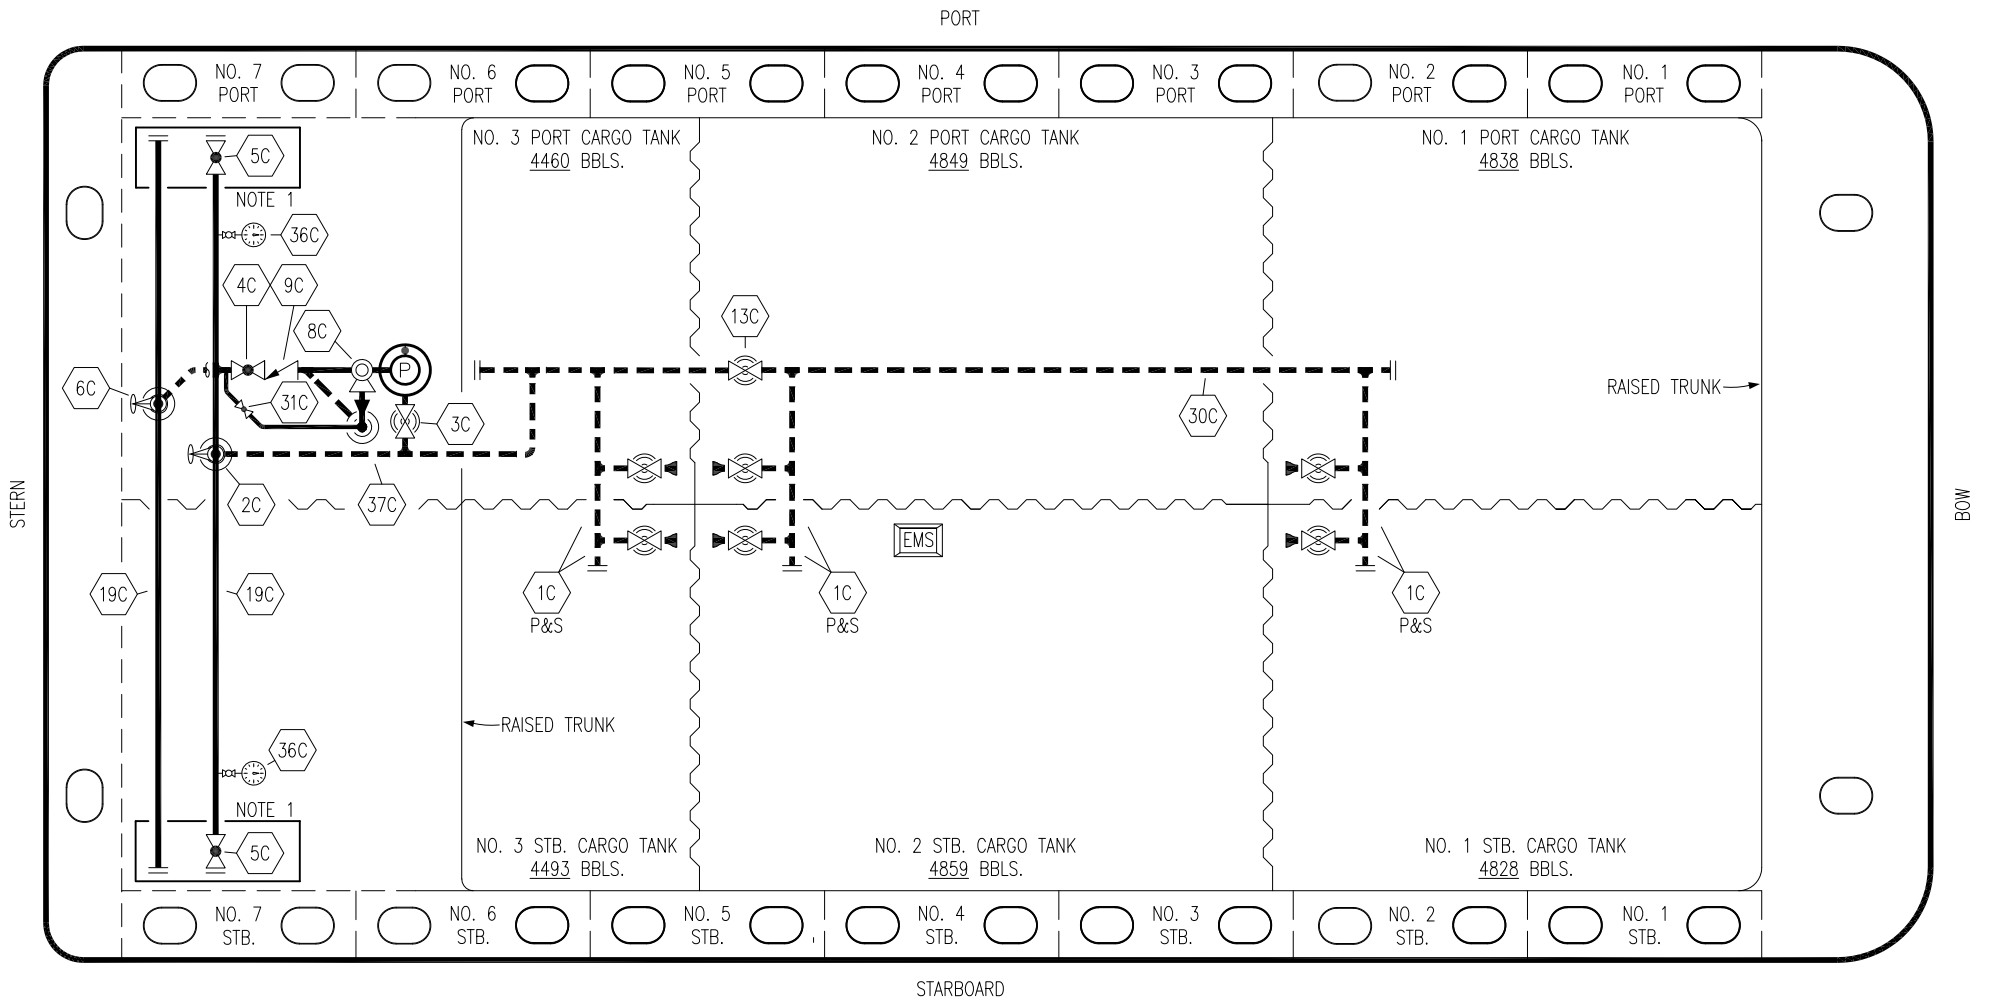 PORT
NO. 7
PORT
NO. 6
PORT
NO. 5
PORT
NO. 4
PORT
NO. 3
PORT
NO. 2
PORT
NO. 1
PORT
NO. 3 PORT CARGO TANK
4460 BBLS.
NO. 2 PORT CARGO TANK
4849 BBLS.
NO. 1 PORT CARGO TANK
4838 BBLS.
5C
NOTE 1
36C
4C
9C
8C
13C
P
6C
31C
3C
30C
RAISED TRUNK
2C
37C
STERN
BOW
EMS
19C
19C
1C
P&S
1C
P&S
1C
P&S
RAISED TRUNK
36C
NOTE 1
5C
NO. 3 STB. CARGO TANK
4493 BBLS.
NO. 2 STB. CARGO TANK
4859 BBLS.
NO. 1 STB. CARGO TANK
4828 BBLS.
NO. 7
STB.
NO. 6
STB.
NO. 5
STB.
NO. 4
STB.
NO. 3
STB.
NO. 2
STB.
NO. 1
STB.
STARBOARD